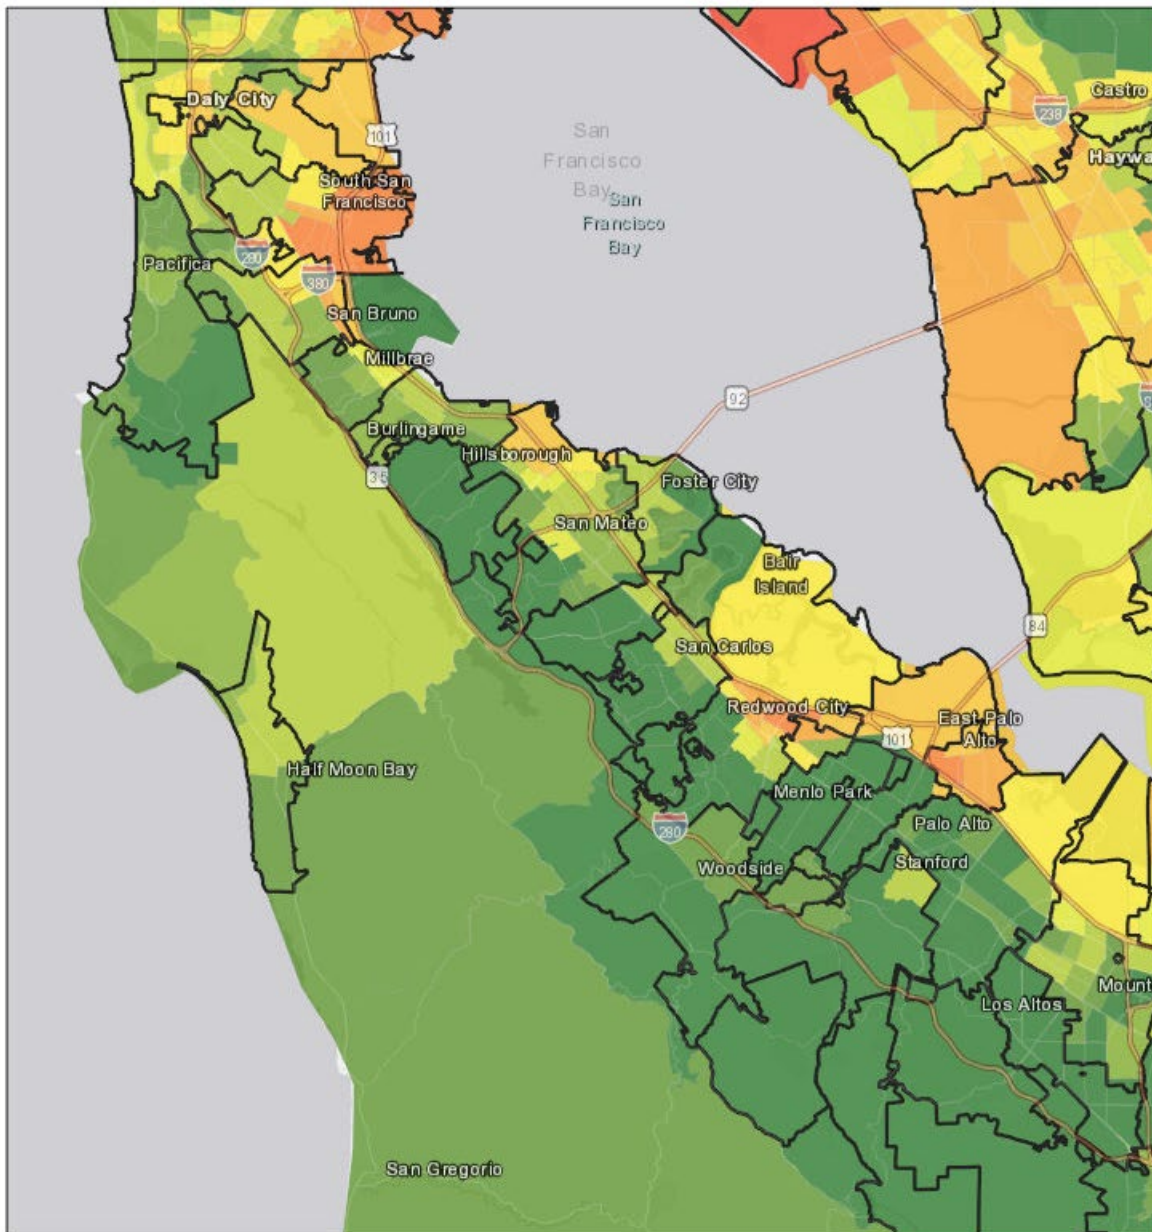 Daly City
238
Castro
101
San
Francisco
Bay
Haywa
South San
Francisco
San
Francisco
Bay
280
Pacifica
380
San Bruno
Millbrae
92
Burlingame
Hillsborough
35
Foster City
San Mateo
Bair
Island
84
San Carlos
Redwood City
East Palo
Alto
101
Half Moon Bay
Menlo Park
280
Palo Alto
Woodside
Stanford
Mount
Los Altos
San Gregorio